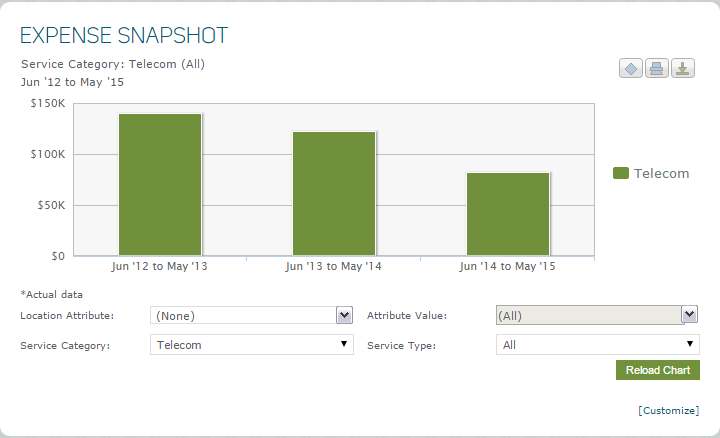 EXPENSE SNAPSHOT
Service Category: Telecom (All)
Jun '12 to May '15
$150K
$100K
$50K
$0
Telecom
Jun '12 to May '13 Jun '13 to May '14 Jun '14 to May '15
*Actual data
Location Attribute: (None) Attribute Value: (All)
Service Category: Telecom Service Type: All
Reload Chart
[Customize]